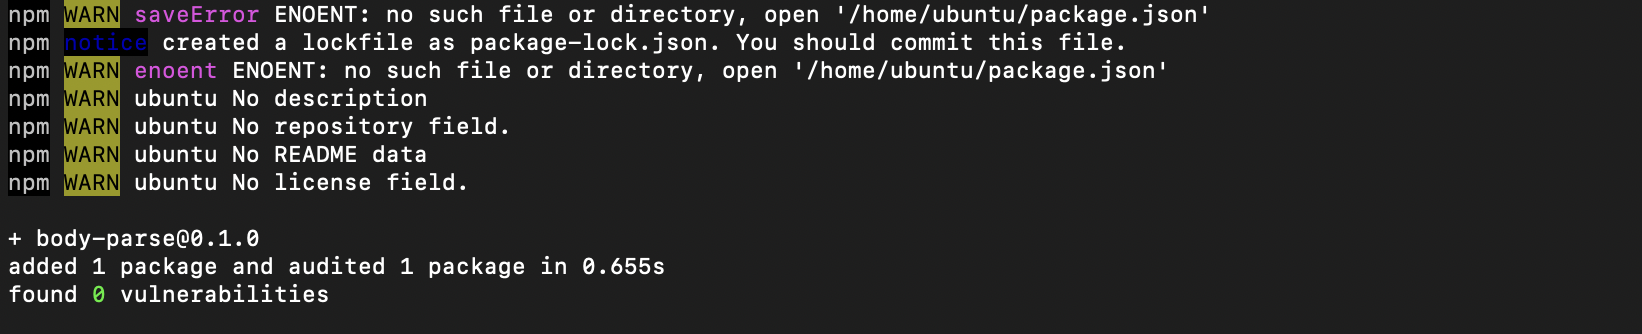 npm WARN saveError ENOENT: no such file or directory, open '/home/ubuntu/package.json'
npm notice created a lockfile as package-lock.json. You should commit this file.
npm WARN enoent ENOENT: no such file or directory, open '/home/ubuntu/package.json'
npm WARN ubuntu No description
npm WARN ubuntu No repository field.
npm WARN ubuntu No README data
npm WARN ubuntu No license field.
+ body-parse@0.1.0
added 1 package and audited 1 package in 0.655s
found 0 vulnerabilities